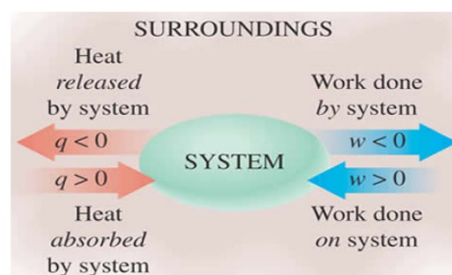 SURROUNDINGS
Heat
released
by system
Work done
by system
q < 0
w < 0
SYSTEM
q > 0
w > 0
Heat
absorbed
by system
Work done
on system